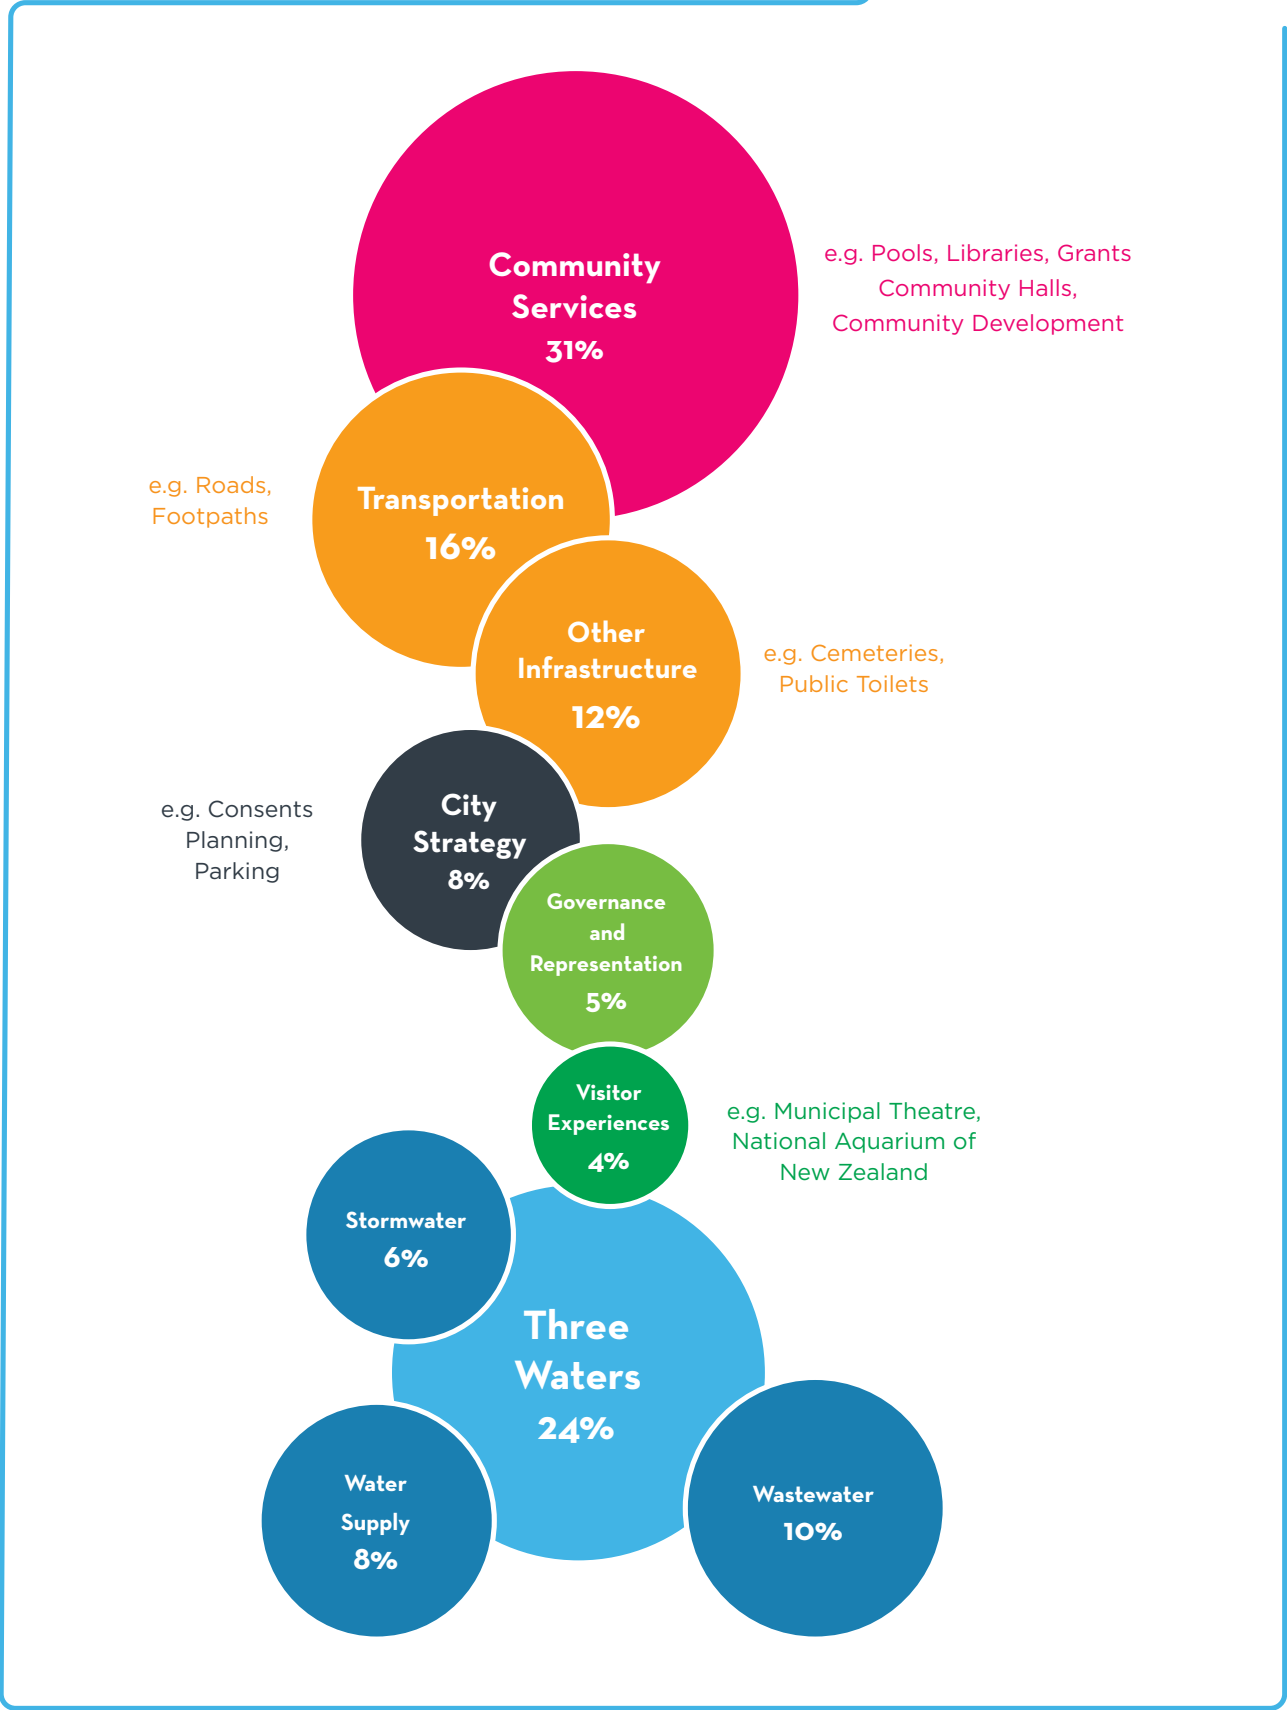 Community
Services
31%
e.g. Pools, Libraries, Grants
Community Halls,
Community Development
e.g. Roads,
Footpaths
Transportation
16%
Other
Infrastructure
12%
e.g. Cemeteries,
Public Toilets
e.g. Consents
Planning,
Parking
City
Strategy
8%
Governance
and
Representation
5%
Visitor
Experiences
4%
e.g. Municipal Theatre,
National Aquarium of
New Zealand
Stormwater
6%
Three
Waters
24%
Water
Supply
8%
Wastewater
10%